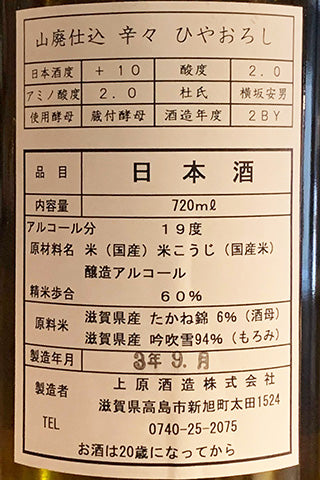 山廃仕込 辛々 ひやおろし
日本酒度 +10 酸度 2.0
アミノ酸度 2.0 杜氏 横坂安男
使用酵母 蔵付酵母 酒造年度 2BY
品目 日本酒
内容量 720mℓ
アルコール分 19度
原材料名 米(国産)米こうじ(国産米)
醸造アルコール
精米歩合 60%
原料米 滋賀県産 たかね錦 6%(酒母)
滋賀県産 吟吹雪94%(もろみ)
製造年月 3年9.月
製造者 上原酒造株式会社
滋賀県高島市新旭町太田1524
TEL 0740-25-2075
お酒は20歳になってから